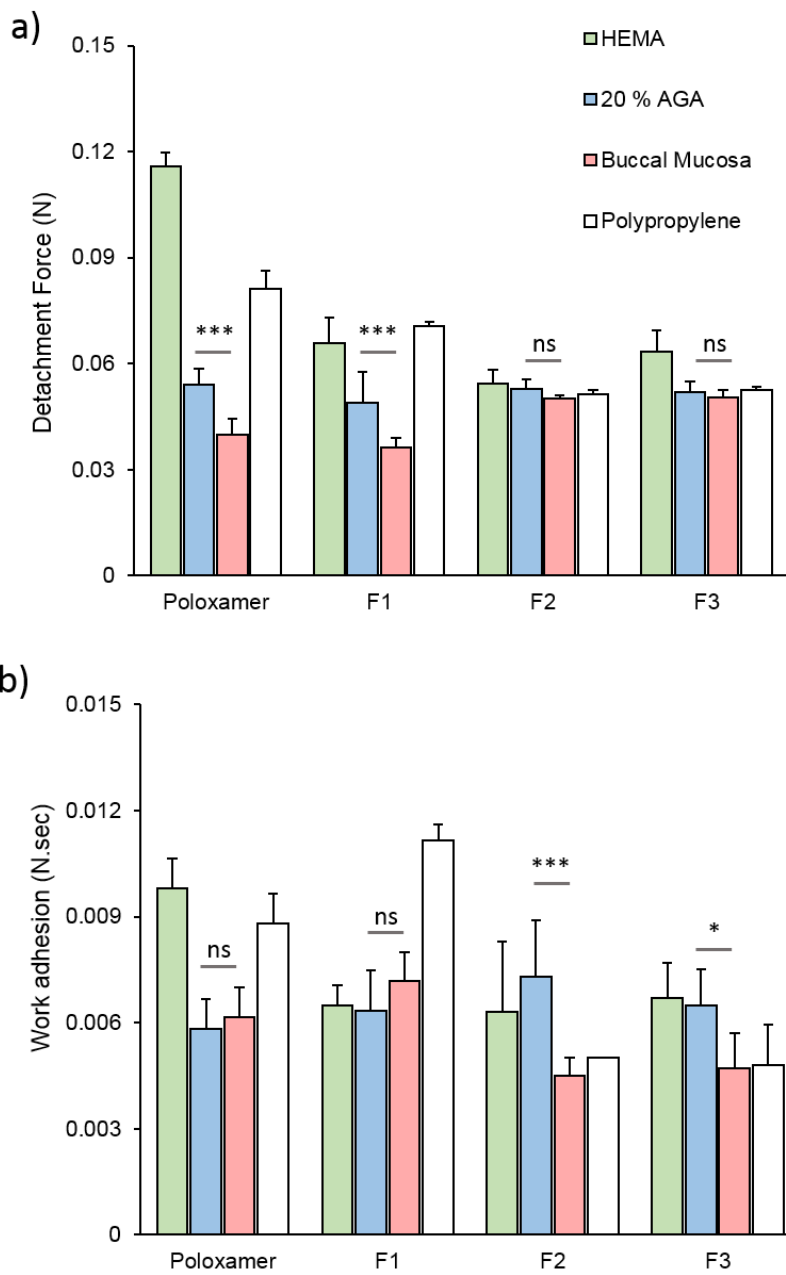 a)
HEMA
20 % AGA
Buccal Mucosa
Polypropylene
Detachment Force (N)
0.15
0.12
0.09
0.06
0.03
0
***
***
ns
ns
Poloxamer
F1
F2
F3
b)
Work adhesion (N.sec)
0.015
0.012
0.009
0.006
0.003
0
ns
ns
***
*
Poloxamer
F1
F2
F3